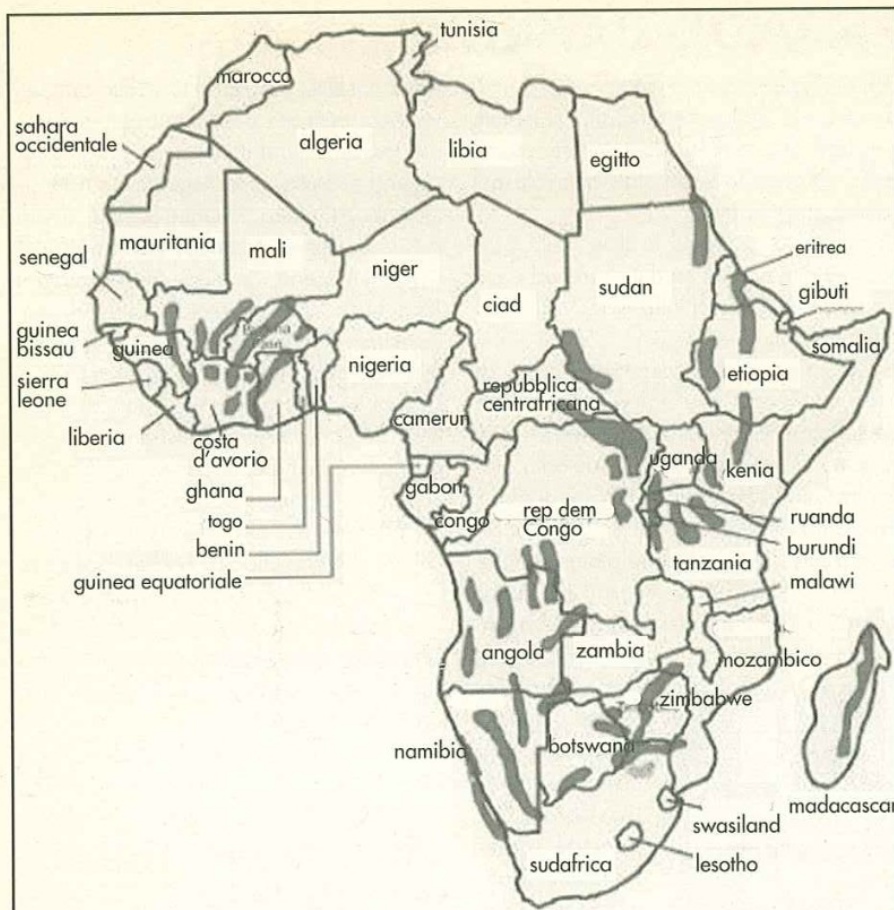 tunisia
marocco
sahara
occidentale
algeria
libia
egitto
mauritania
mali
niger
ciad
sudan
eritrea
gibuti
senegal
guinea
bissau
guinea
nigeria
etiopia
somalia
sierra
leone
repubblica
centrafricana
camerun
liberia
costa
d'avorio
uganda
kenia
ghana
gabon
congo
rep dem
Congo
ruanda
togo
burundi
benin
tanzania
guinea equatoriale
malawi
angola
zambia
mozambico
zimbabwe
namibia
botswana
madacascar
swasiland
sudafrica
lesotho